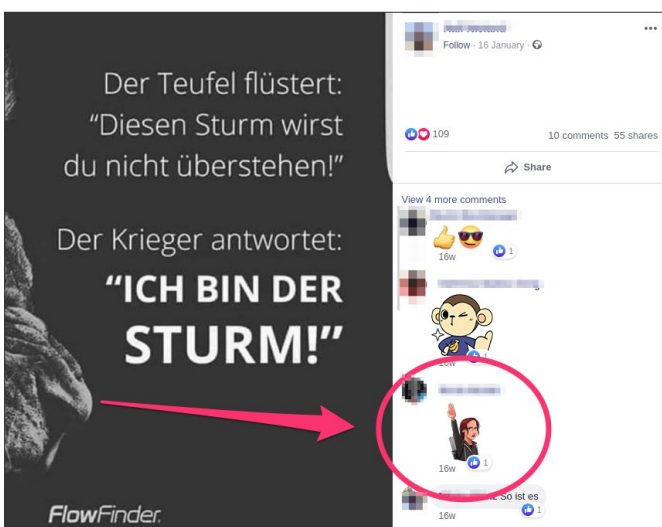 Der Teufel flüstert:
“Diesen Sturm wirst
du nicht überstehen!”
Der Krieger antwortet:
“ICH BIN DER
STURM!”
FlowFinder.
Follow · 16 January ·
109
10 comments 55 shares
Share
View 4 more comments
16w
1
16w
1
16w
1
So ist es
16w
1